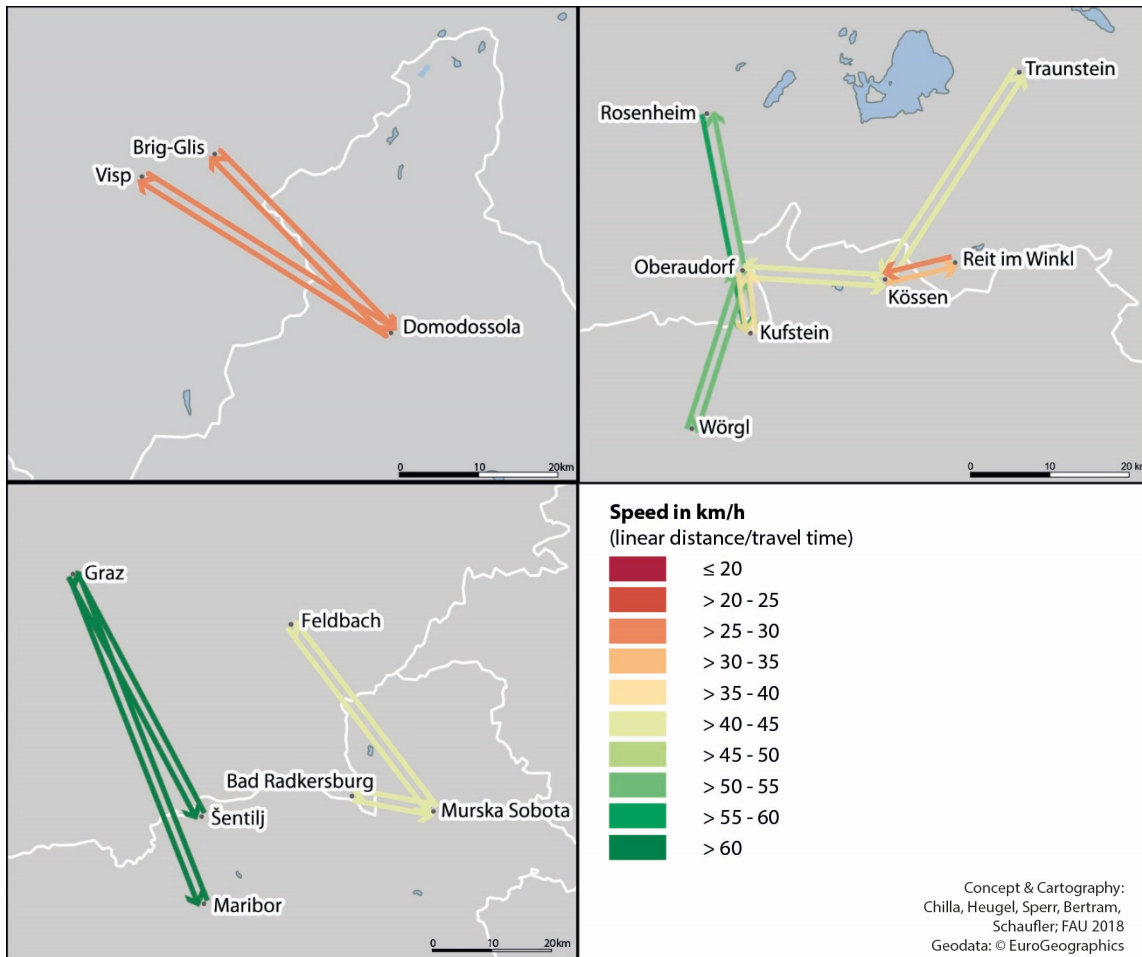 Brig-Glis
Visp
Domodossola
0 10 20km
Traunstein
Rosenheim
Oberaudorf
Reit im Winkl
Kössen
Kufstein
Wörgl
0 10 20 k
Graz
Feldbach
Bad Radkersburg
Šentilj
Murska Sobota
Maribor
0 10 20km
Speed in km/h
(linear distance/travel time)
≤ 20
> 20 - 25
> 25 - 30
> 30 - 35
> 35 - 40
> 40 - 45
> 45 - 50
> 50 - 55
> 55 - 60
> 60
Concept & Cartography:
Chilla, Heugel, Sperr, Bertram,
Schaufler; FAU 2018
Geodata: © EuroGeographics